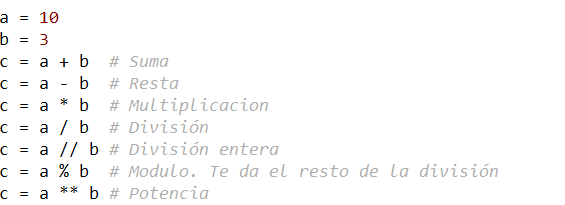 a = 10
b = 3
c = a + b  # Suma
c = a - b  # Resta
c = a * b  # Multiplicacion
c = a / b  # División
c = a // b # División entera
c = a % b  # Modulo. Te da el resto de la división
c = a ** b # Potencia